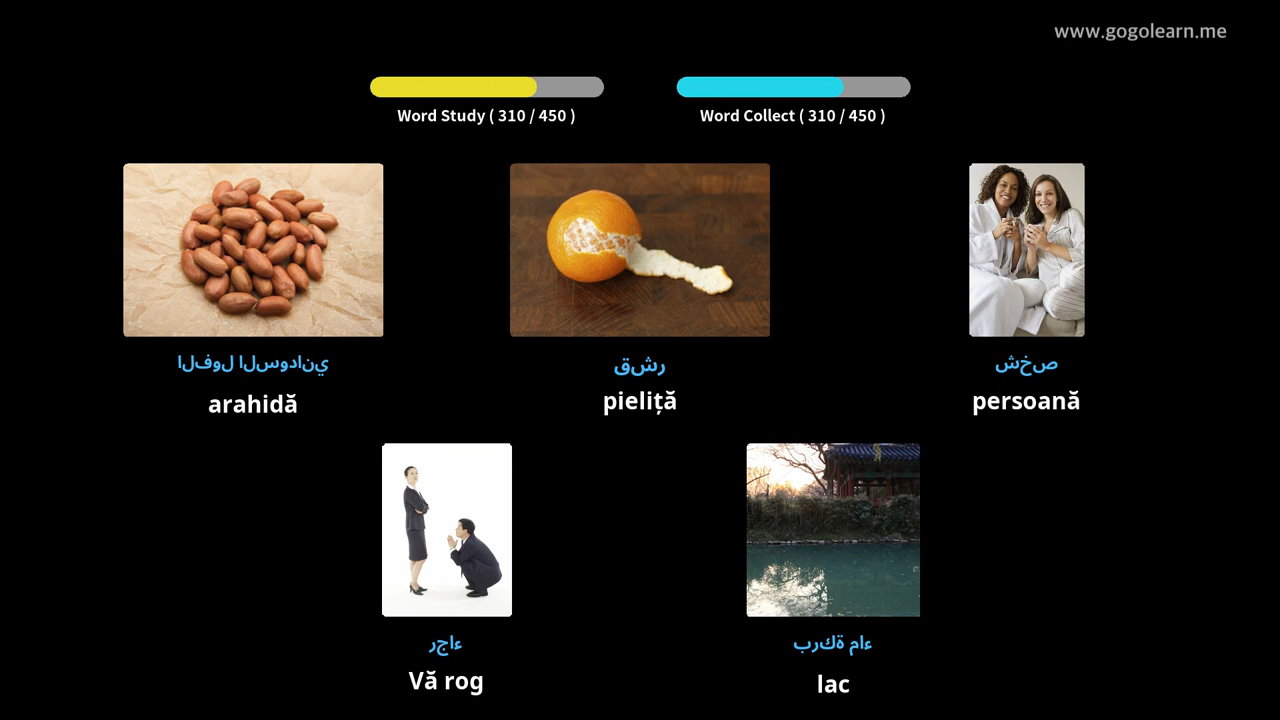 www.gogolearn.me
Word Study ( 310 / 450 )
Word Collect ( 310 / 450 )
الفول السوداني
arahidă
قشر
pieliță
شخص
persoană
رجاء
Vă rog
بركة ماء
lac